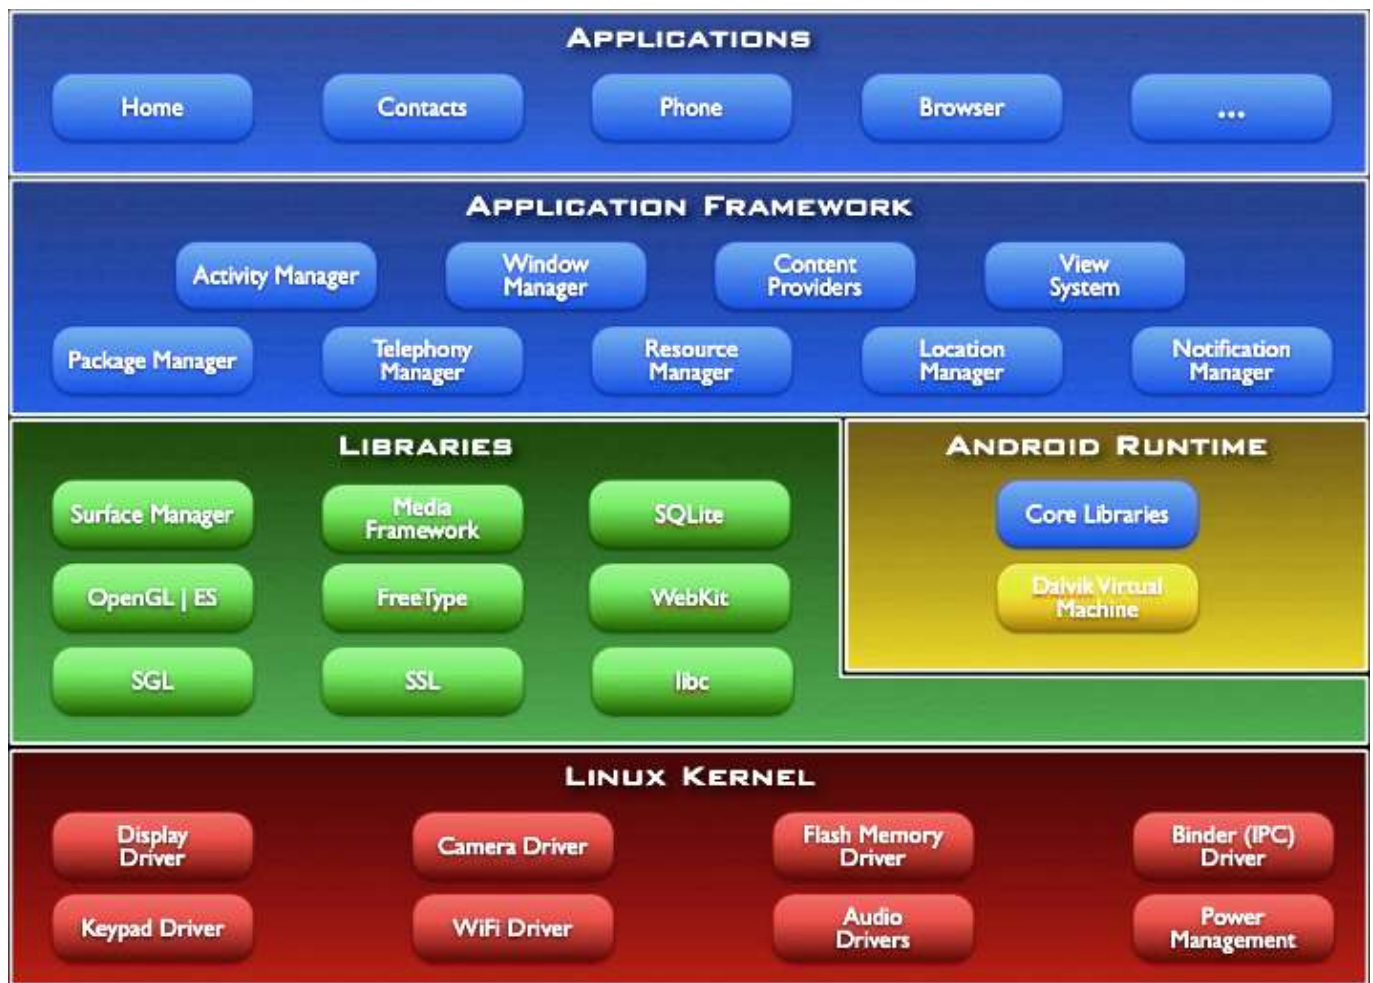 APPLICATIONS
Home
Contacts
Phone
Browser
...
APPLICATION FRAMEWORK
Activity Manager
Window
Manager
Content
Providers
View
System
Package Manager
Telephony
Manager
Resource
Manager
Location
Manager
Notification
Manager
LIBRARIES
Surface Manager
Media
Framework
SQLite
OpenGL | ES
FreeType
WebKit
SGL
SSL
libc
ANDROID RUNTIME
Core Libraries
Dalvik Virtual
Machine
LINUX KERNEL
Display
Driver
Camera Driver
Flash Memory
Driver
Binder (IPC)
Driver
Keypad Driver
WiFi Driver
Audio
Drivers
Power
Management